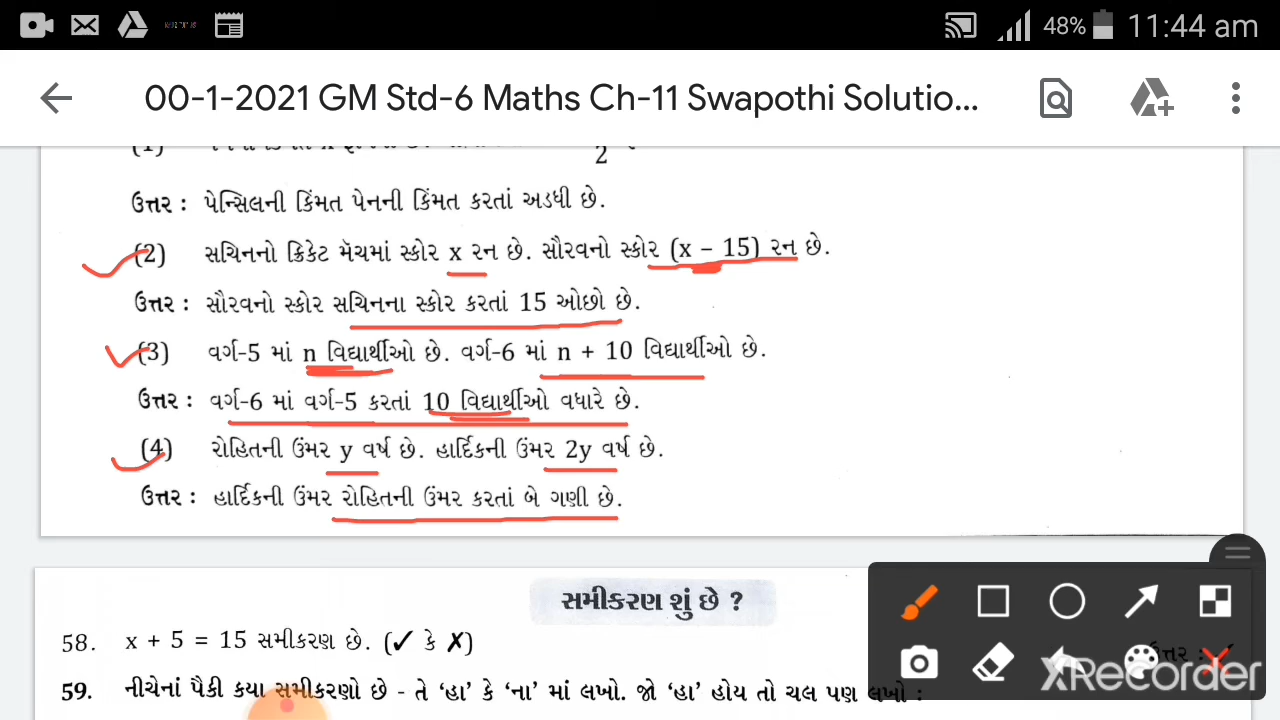 48% 11:44 am
00-1-2021 GM Std-6 Maths Ch-11 Swapothi Solutio...
(1) x 2
ઉત્તર : પેન્સિલની કિંમત પેનની કિંમત કરતાં અડધી છે.
(2) સચિનનો ક્રિકેટ મૅચમાં સ્કોર x રન છે. સૌરવનો સ્કોર (x – 15) રન છે.
ઉત્તર : સૌરવનો સ્કોર સચિનના સ્કોર કરતાં 15 ઓછો છે.
(3) વર્ગ-5 માં n વિદ્યાર્થીઓ છે. વર્ગ-6 માં n + 10 વિદ્યાર્થીઓ છે.
ઉત્તર : વર્ગ-6 માં વર્ગ-5 કરતાં 10 વિદ્યાર્થીઓ વધારે છે.
(4) રોહિતની ઉંમર y વર્ષ છે. હાર્દિકની ઉંમર 2y વર્ષ છે.
ઉત્તર : હાર્દિકની ઉંમર રોહિતની ઉંમર કરતાં બે ગણી છે.
સમીકરણ શું છે ?
58. x + 5 = 15 સમીકરણ છે. (✓ કે ✗)
ઉત્તર :
59. નીચેનાં પૈકી કયા સમીકરણો છે - તે ‘હા’ કે ‘ના’ માં લખો. જો ‘હા’ હોય તો ચલ પણ લખો :
XRecorder